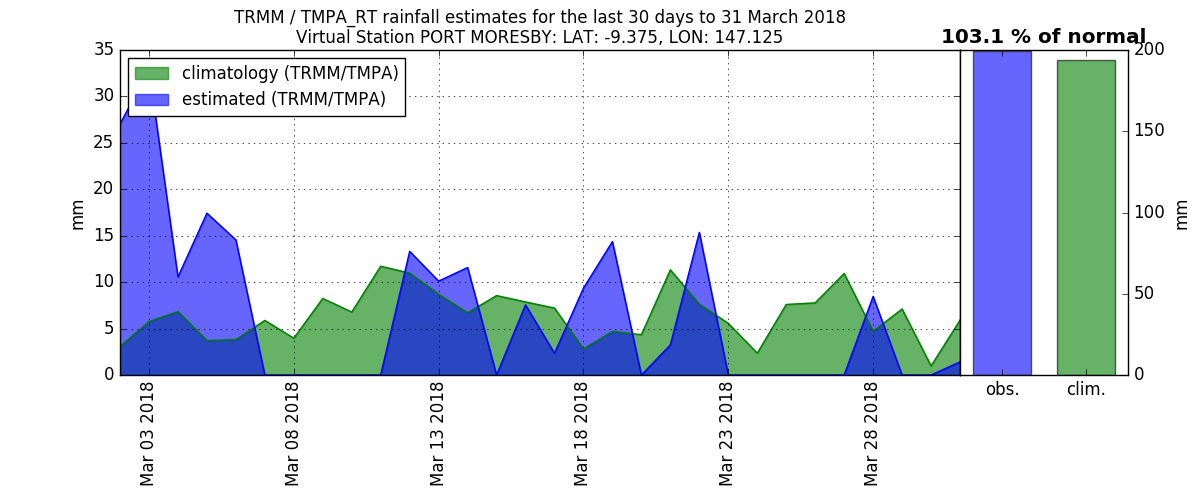 TRMM / TMPA_RT rainfall estimates for the last 30 days to 31 March 2018
Virtual Station PORT MORESBY: LAT: -9.375, LON: 147.125
103.1 % of normal
climatology (TRMM/TMPA)
estimated (TRMM/TMPA)
35
30
25
20
15
10
5
0
mm
Mar 03 2018
Mar 08 2018
Mar 13 2018
Mar 18 2018
Mar 23 2018
Mar 28 2018
obs.
clim.
200
150
100
50
0
mm